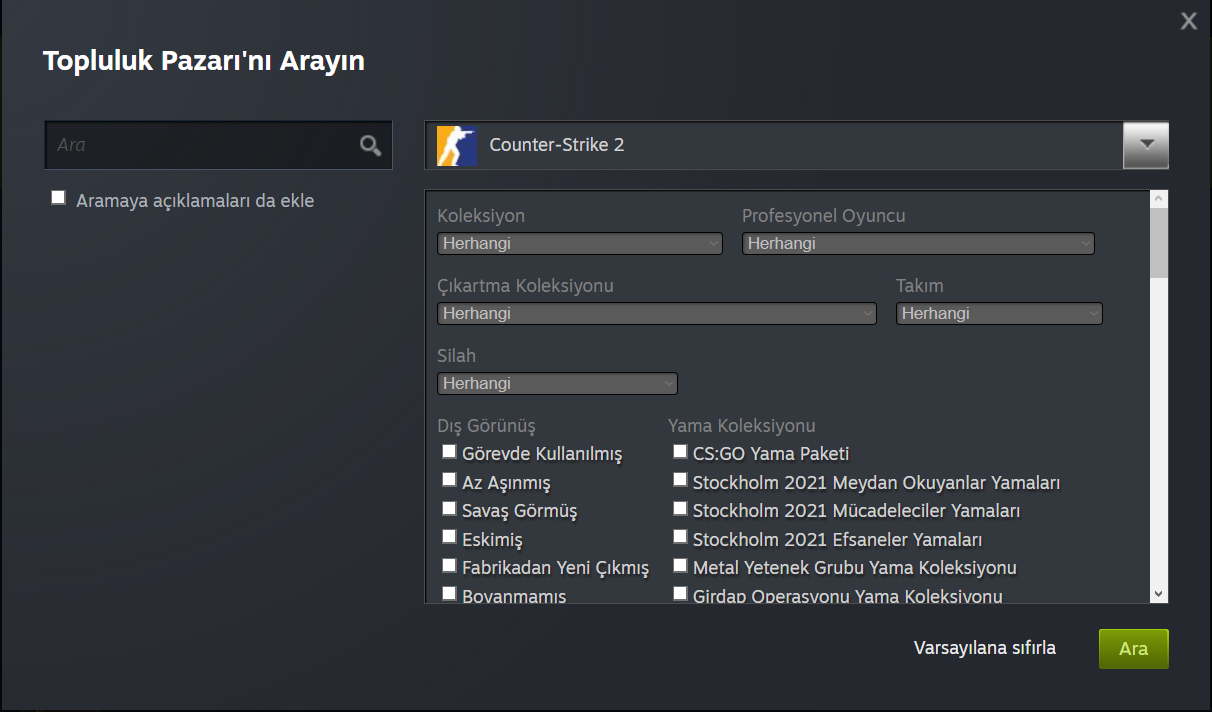 X
Topluluk Pazarı'nı Arayın
Ara
Counter-Strike 2
Aramaya açıklamaları da ekle
Koleksiyon Profesyonel Oyuncu
Herhangi Herhangi
Çıkartma Koleksiyonu Takım
Herhangi Herhangi
Silah
Herhangi
Dış Görünüş Yama Koleksiyonu
Görevde Kullanılmış CS:GO Yama Paketi
Az Aşınmış Stockholm 2021 Meydan Okuyanlar Yamaları
Savaş Görmüş Stockholm 2021 Mücadeleciler Yamaları
Eskimiş Stockholm 2021 Efsaneler Yamaları
Fabrikadan Yeni Çıkmış Metal Yetenek Grubu Yama Koleksiyonu
Boyanmamış Girdap Operasyonu Yama Koleksiyonu
Varsayılana sıfırla Ara